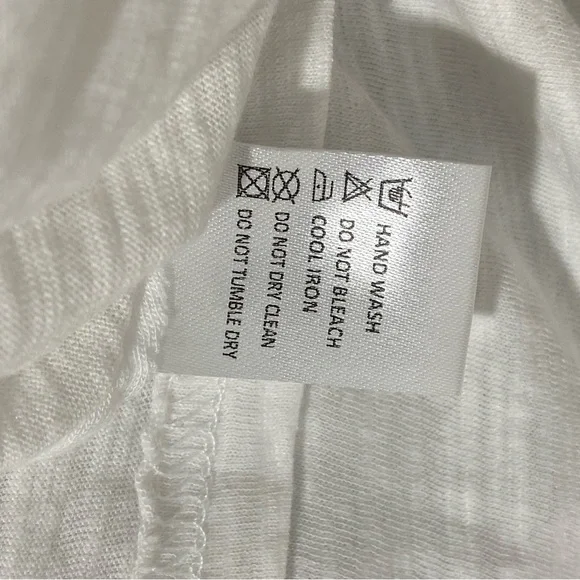 HAND WASH
DO NOT BLEACH
COOL IRON
DO NOT DRY CLEAN
DO NOT TUMBLE DRY